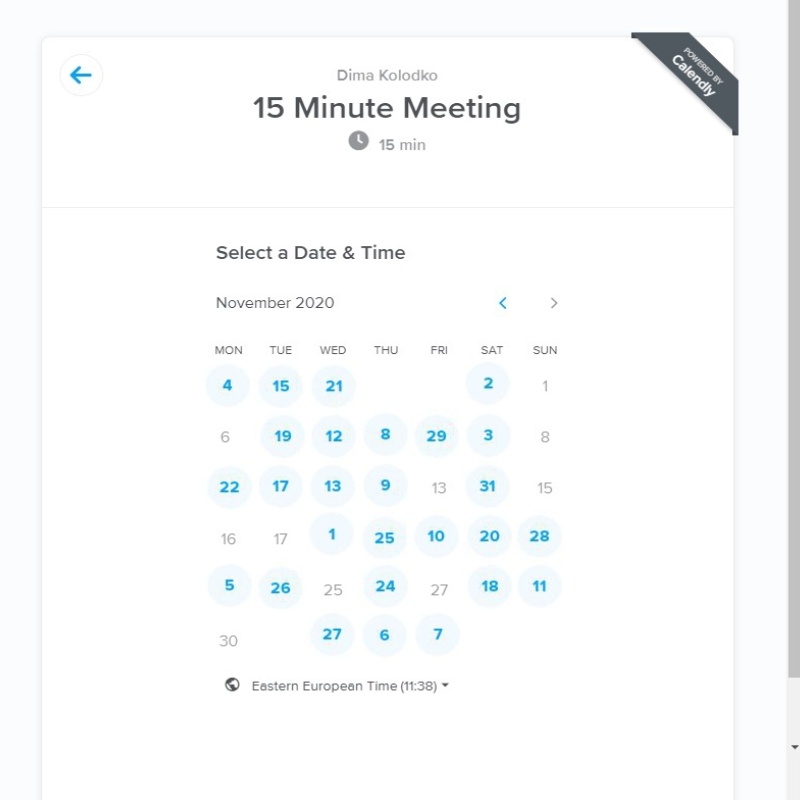 POWERED BY
Calendly
Dima Kolodko
15 Minute Meeting
15 min
Select a Date & Time
November 2020
MON TUE WED THU FRI SAT SUN
4 15 21 2 1
6 19 12 8 29 3 8
22 17 13 9 13 31 15
16 17 1 25 10 20 28
5 26 25 24 27 18 11
30 27 6 7
Eastern European Time (11:38)